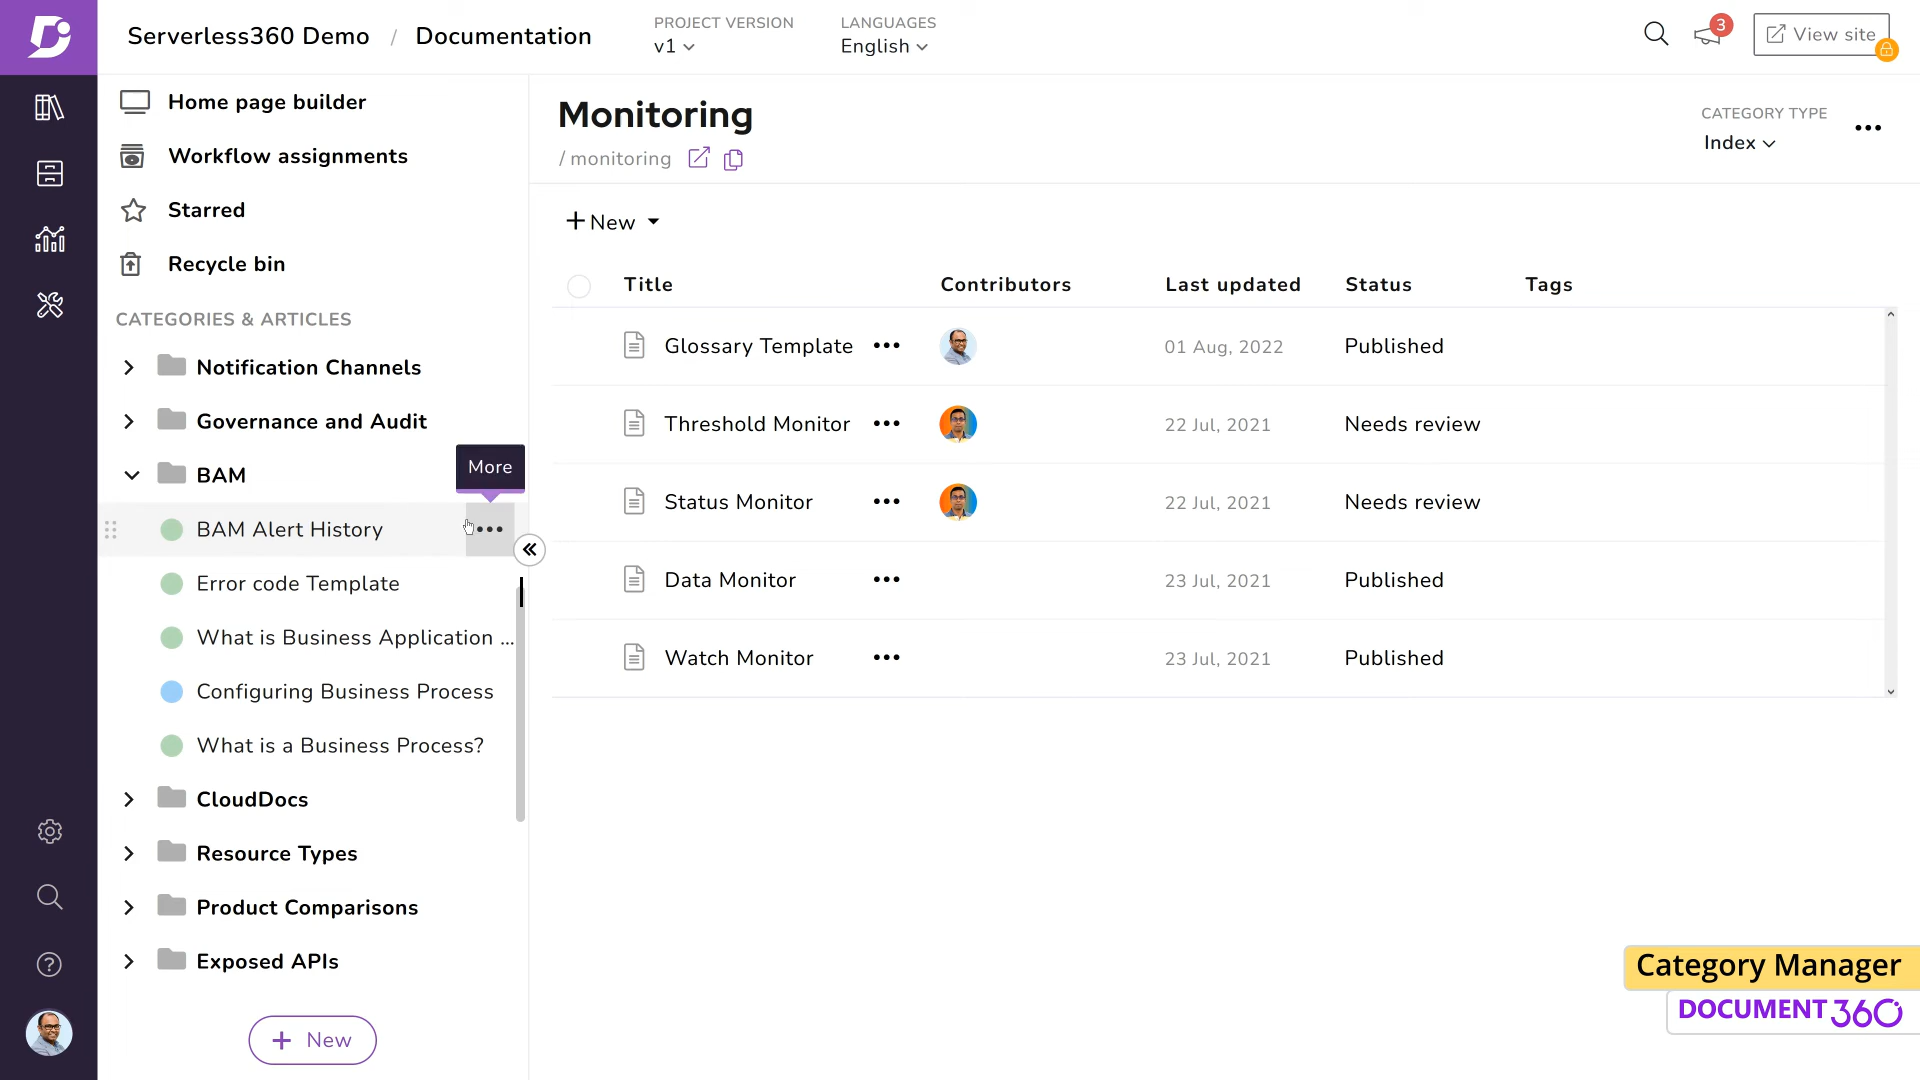 Serverless360 Demo / Documentation
PROJECT VERSION
v1
LANGUAGES
English
3
View site
Home page builder
Workflow assignments
Starred
Recycle bin
CATEGORIES & ARTICLES
Notification Channels
Governance and Audit
BAM
More
BAM Alert History
Error code Template
What is Business Application ...
Configuring Business Process
What is a Business Process?
CloudDocs
Resource Types
Product Comparisons
Exposed APIs
+ New
Monitoring
/ monitoring
CATEGORY TYPE
Index
+ New
Title Contributors Last updated Status Tags
Glossary Template 01 Aug, 2022 Published
Threshold Monitor 22 Jul, 2021 Needs review
Status Monitor 22 Jul, 2021 Needs review
Data Monitor 23 Jul, 2021 Published
Watch Monitor 23 Jul, 2021 Published
Category Manager
DOCUMENT360